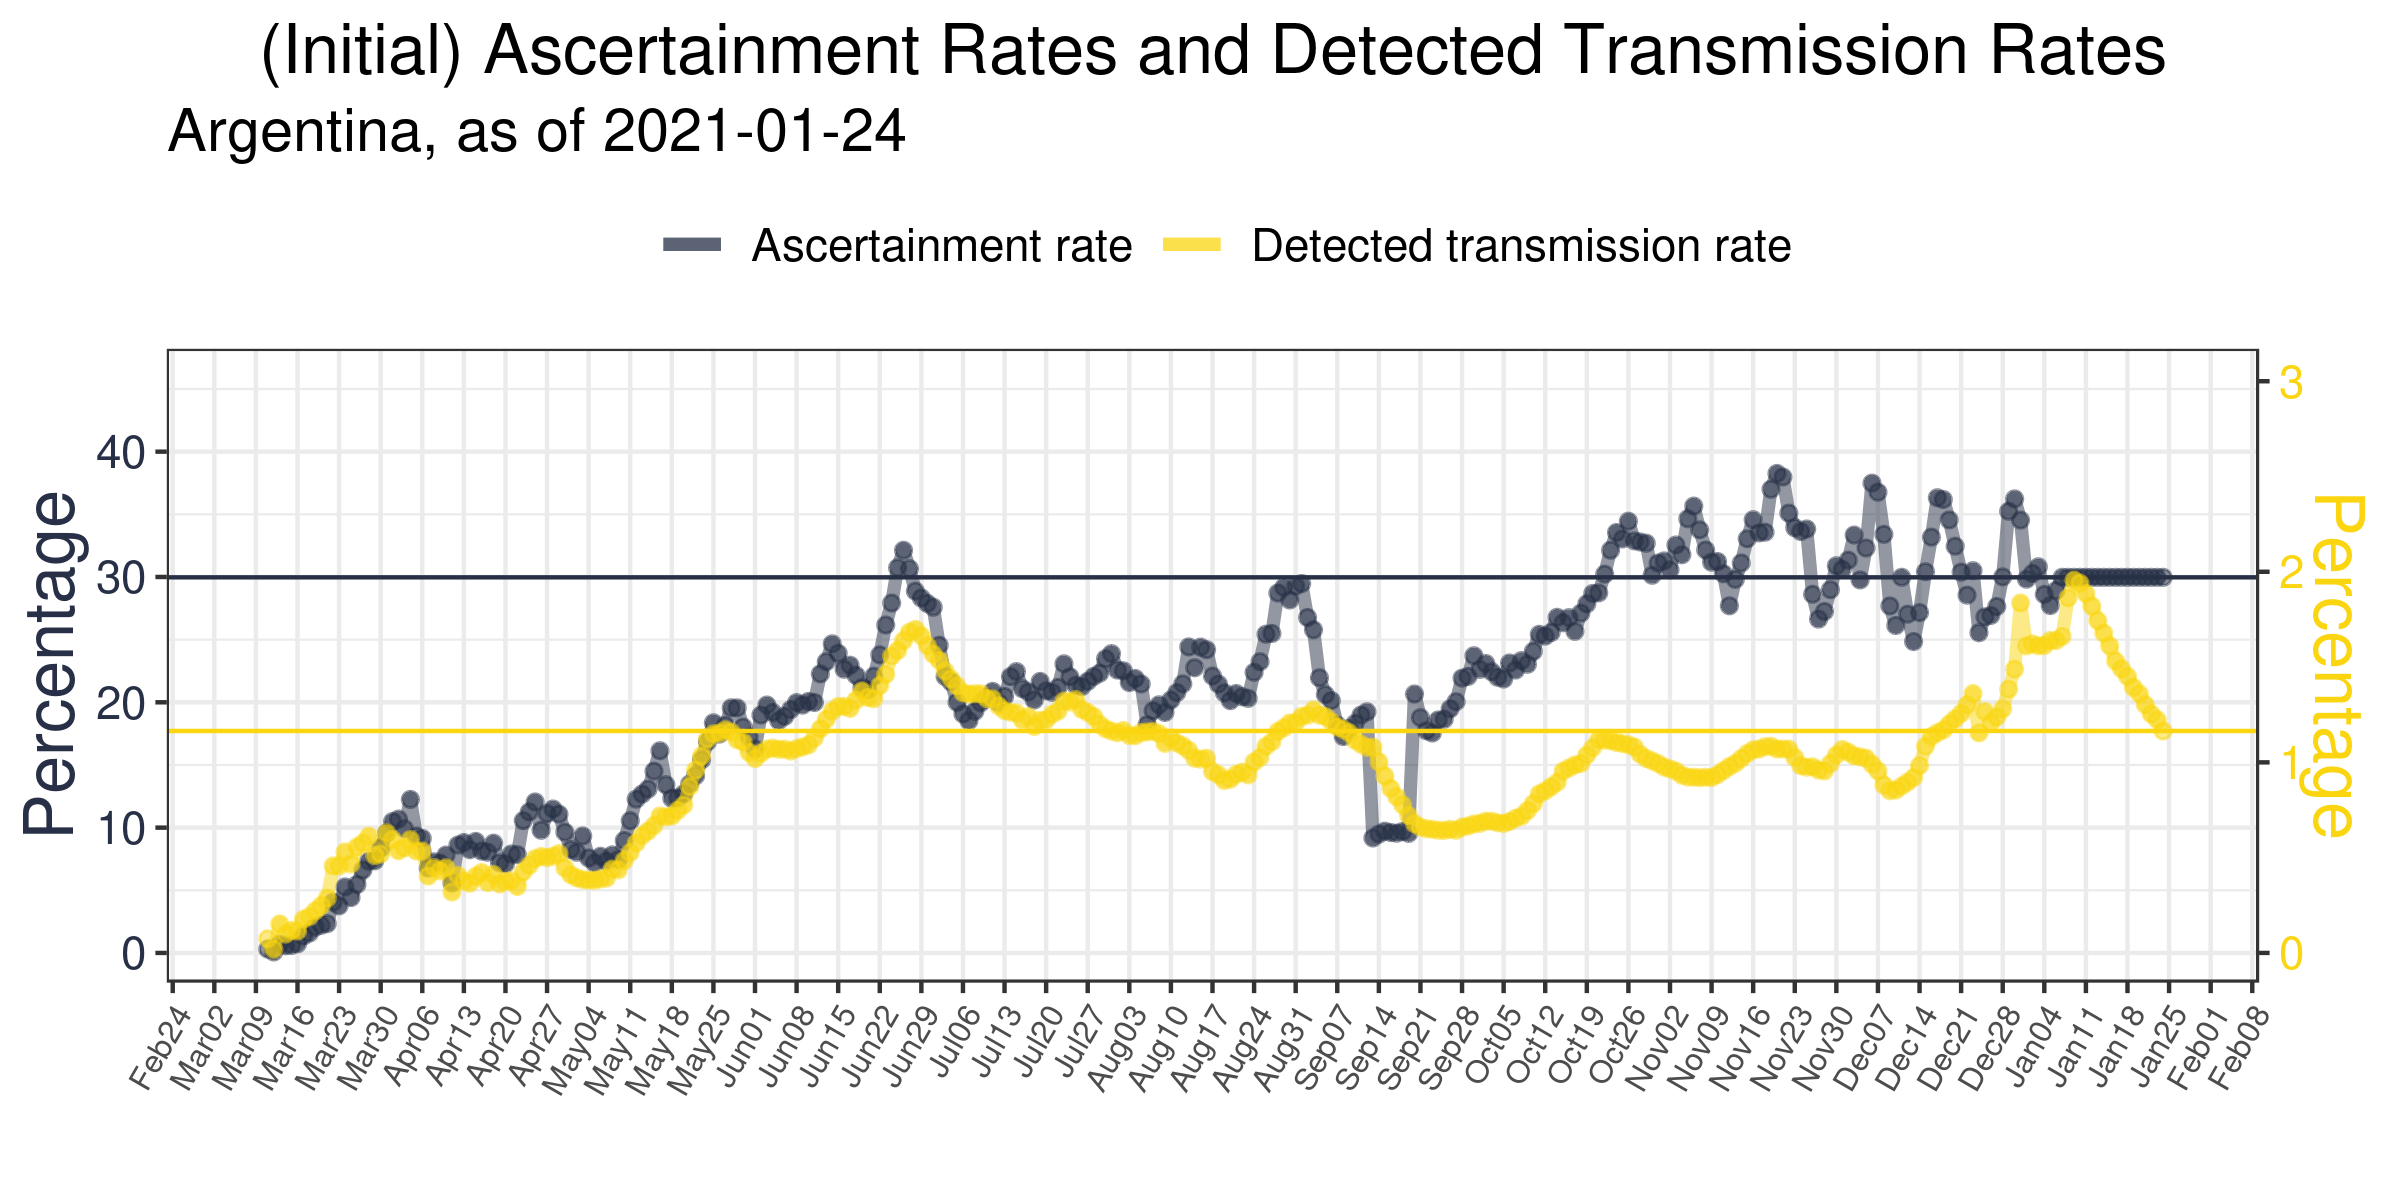 (Initial) Ascertainment Rates and Detected Transmission Rates
Argentina, as of 2021-01-24
Ascertainment rate Detected transmission rate
Percentage
40
30
20
10
0
3
2
1
0
Percentage
Feb24 Mar02 Mar09 Mar16 Mar23 Mar30 Apr06 Apr13 Apr20 Apr27 May04 May11 May18 May25 Jun01 Jun08 Jun15 Jun22 Jun29 Jul06 Jul13 Jul20 Jul27 Aug03 Aug10 Aug17 Aug24 Aug31 Sep07 Sep14 Sep21 Sep28 Oct05 Oct12 Oct19 Oct26 Nov02 Nov09 Nov16 Nov23 Nov30 Dec07 Dec14 Dec21 Dec28 Jan04 Jan11 Jan18 Jan25 Feb01 Feb08